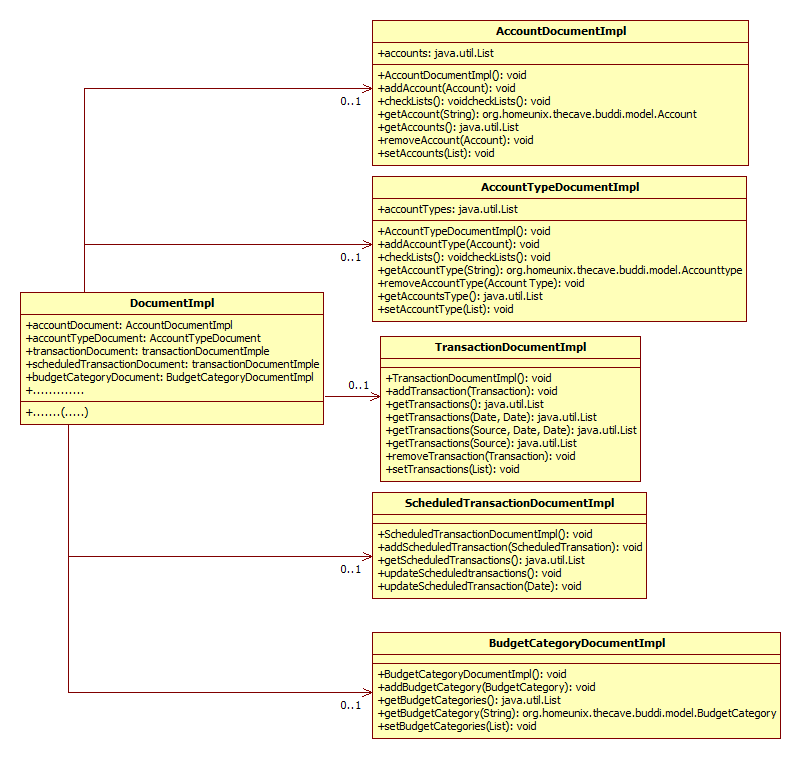 AccountDocumentImpl
+accounts: java.util.List
+AccountDocumentImpl(): void
+addAccount(Account): void
+checkLists(): voidcheckLists(): void
+getAccount(String): org.homeunix.thecave.buddi.model.Account
+getAccounts(): java.util.List
+removeAccount(Account): void
+setAccounts(List): void
0..1
AccountTypeDocumentImpl
+accountTypes: java.util.List
+AccountTypeDocumentImpl(): void
+addAccountType(Account): void
+checkLists(): voidcheckLists(): void
+getAccountType(String): org.homeunix.thecave.buddi.model.Accounttype
+removeAccountType(Account Type): void
+getAccountsType(): java.util.List
+setAccountType(List): void
0..1
DocumentImpl
+accountDocument: AccountDocumentImpl
+accountTypeDocument: AccountTypeDocument
+transactionDocument: transactionDocumentImple
+scheduledTransactionDocument: transactionDocumentImple
+budgetCategoryDocument: BudgetCategoryDocumentImpl
+.............
+.......(.....)
0..1
TransactionDocumentImpl
+TransactionDocumentImpl(): void
+addTransaction(Transaction): void
+getTransactions(): java.util.List
+getTransactions(Date, Date): java.util.List
+getTransactions(Source, Date, Date): java.util.List
+getTransactions(Source): java.util.List
+removeTransaction(Transaction): void
+setTransactions(List): void
ScheduledTransactionDocumentImpl
+ScheduledTransactionDocumentImpl(): void
+addScheduledTransaction(ScheduledTransation): void
+getScheduledTransactions(): java.util.List
+updateScheduledtransactions(): void
+updateScheduledTransaction(Date): void
0..1
BudgetCategoryDocumentImpl
+BudgetCategoryDocumentImpl(): void
+addBudgetCategory(BudgetCategory): void
+getBudgetCategories(): java.util.List
+getBudgetCategory(String): org.homeunix.thecave.buddi.model.BudgetCategory
+setBudgetCategories(List): void
0..1